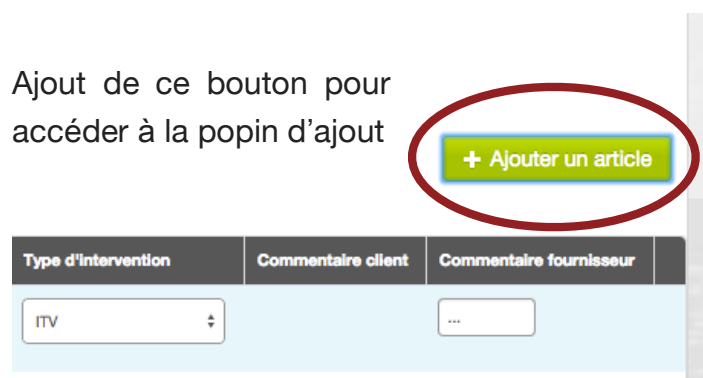 Ajout de ce bouton pour
accéder à la popin d’ajout
+ Ajouter un article
Type d'intervention Commentaire client Commentaire fournisseur
ITV ...